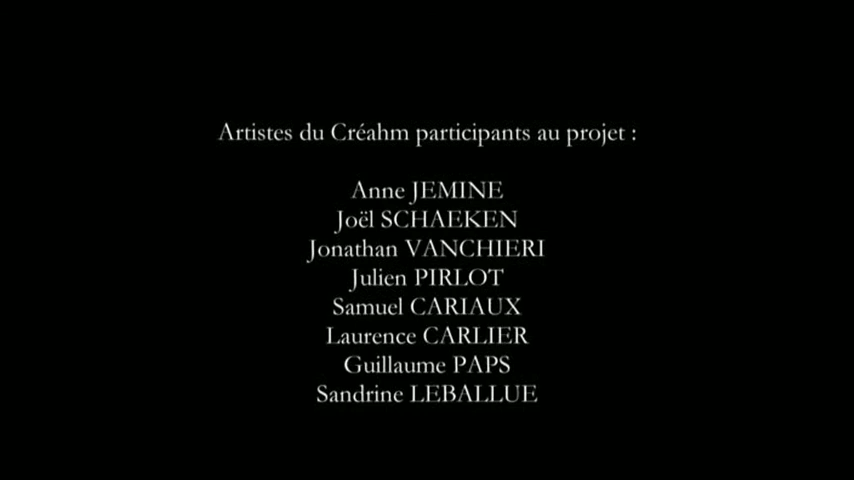 Artistes du Créahm participants au projet :
Anne JEMINE
Joël SCHAEKEN
Jonathan VANCHIERI
Julien PIRLOT
Samuel CARIAUX
Laurence CARLIER
Guillaume PAPS
Sandrine LEBALLUE